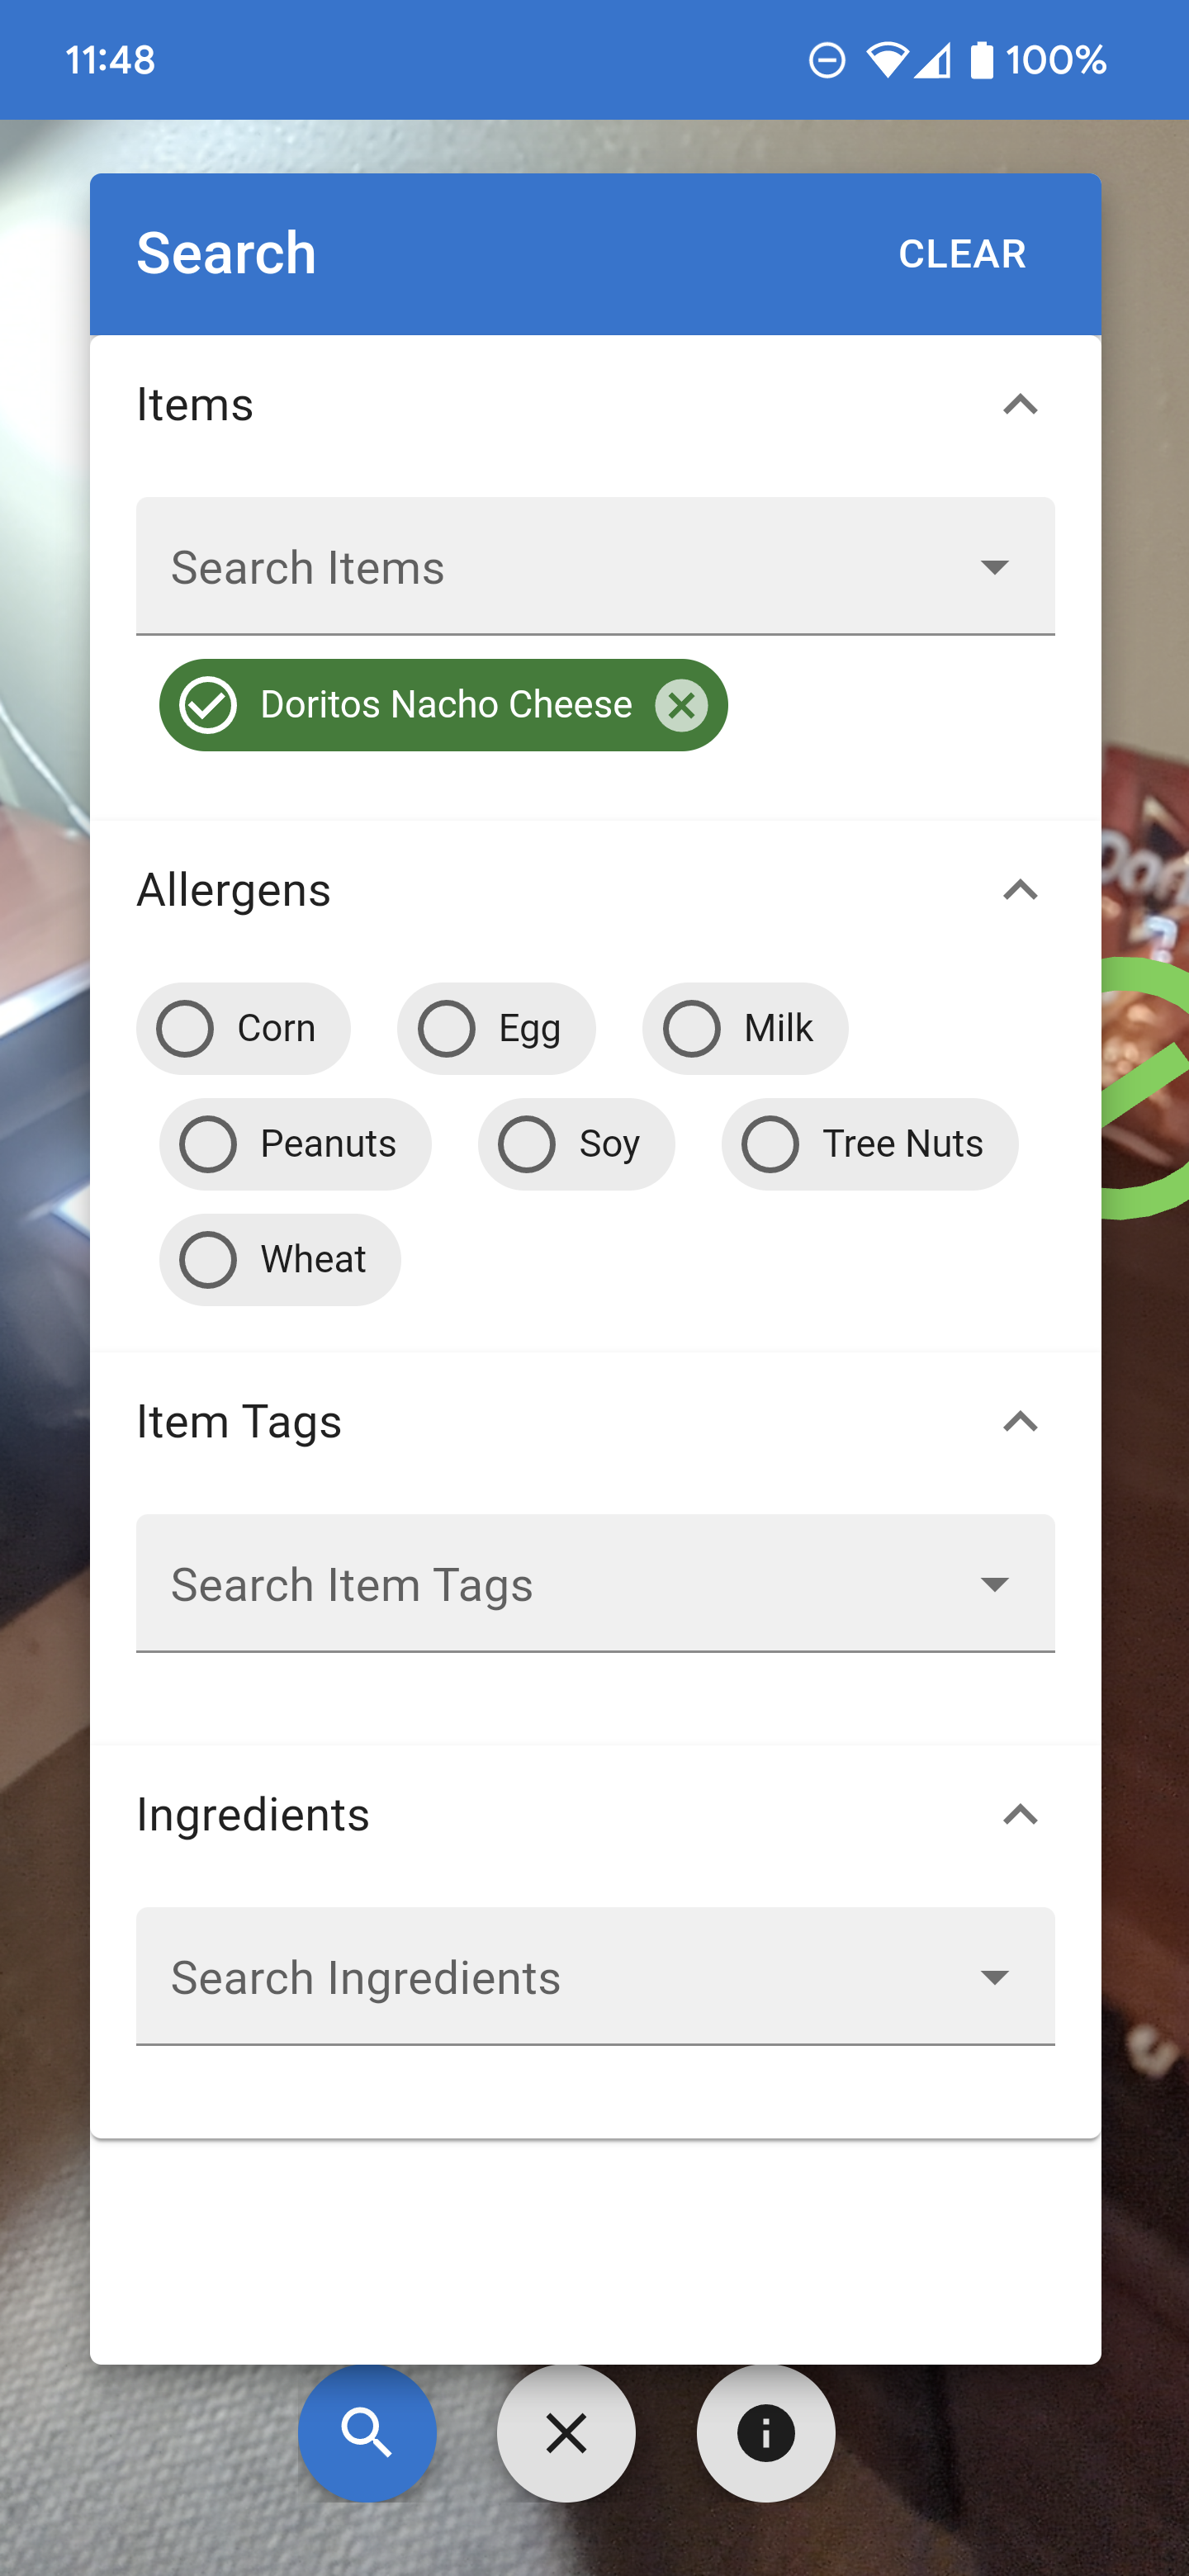 11:48 100%
Search CLEAR
Items
Search Items
Doritos Nacho Cheese
Allergens
Corn Egg Milk
Peanuts Soy Tree Nuts
Wheat
Item Tags
Search Item Tags
Ingredients
Search Ingredients